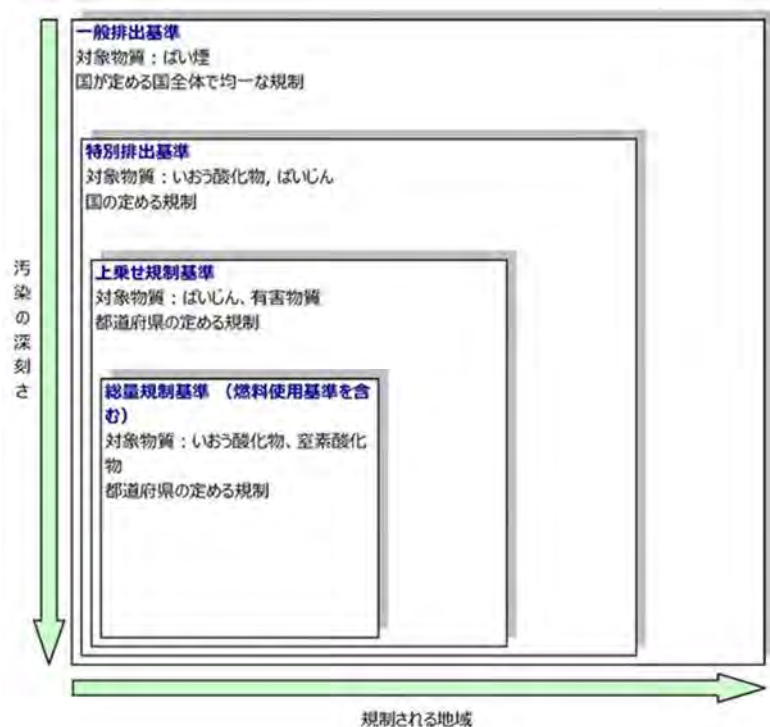 一般排出基準
対象物質：ばい煙
国が定める国全体で均一な規制
特別排出基準
対象物質：いおう酸化物, ばいじん
国の定める規制
上乗せ規制基準
対象物質：ばいじん、有害物質
都道府県の定める規制
総量規制基準 （燃料使用基準を含
む）
対象物質：いおう酸化物、窒素酸化
物
都道府県の定める規制
汚染の深刻さ
規制される地域